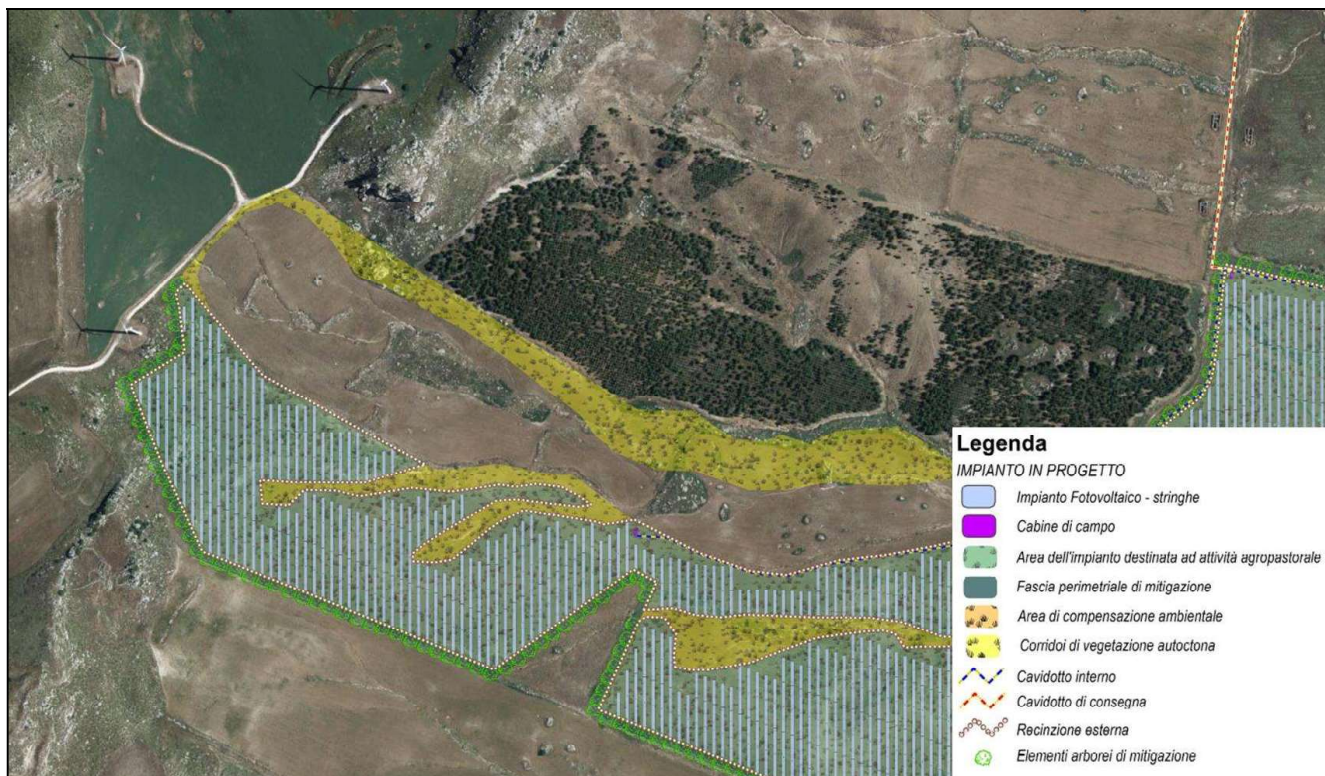 Legenda
IMPIANTO IN PROGETTO
Impianto Fotovoltaico - stringhe
Cabine di campo
Area dell'impianto destinata ad attività agropastorale
Fascia perimetriale di mitigazione
Area di compensazione ambientale
Corridoi di vegetazione autoctona
Cavidotto interno
Cavidotto di consegna
Recinzione esterna
Elementi arborei di mitigazione